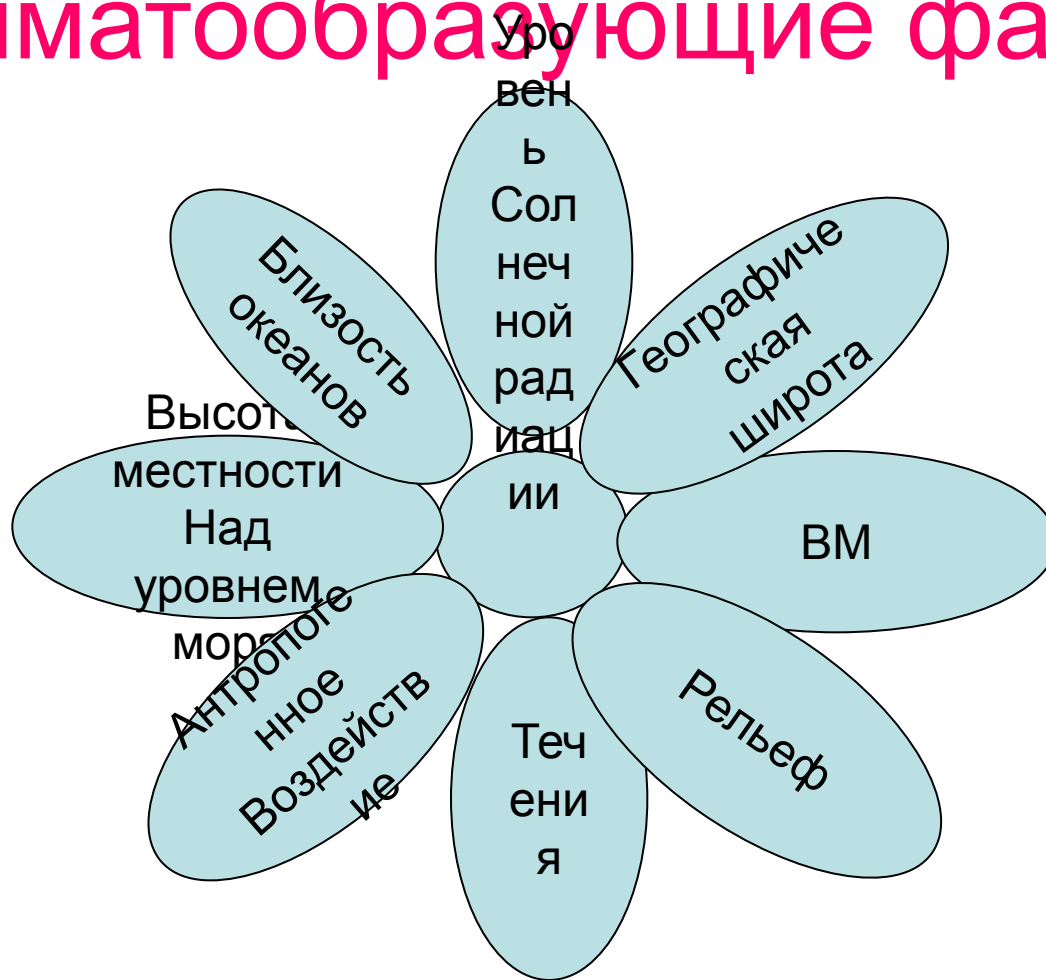 иматообразующие фа
Уро
вен
ь
Сол
неч
ной
рад
иац
ии
Географиче
ская
широта
ВМ
Рельеф
Теч
ени
я
Антропоге
нное
Воздейств
ие
Высота
местности
Над
уровнем
моря
Близость
океанов